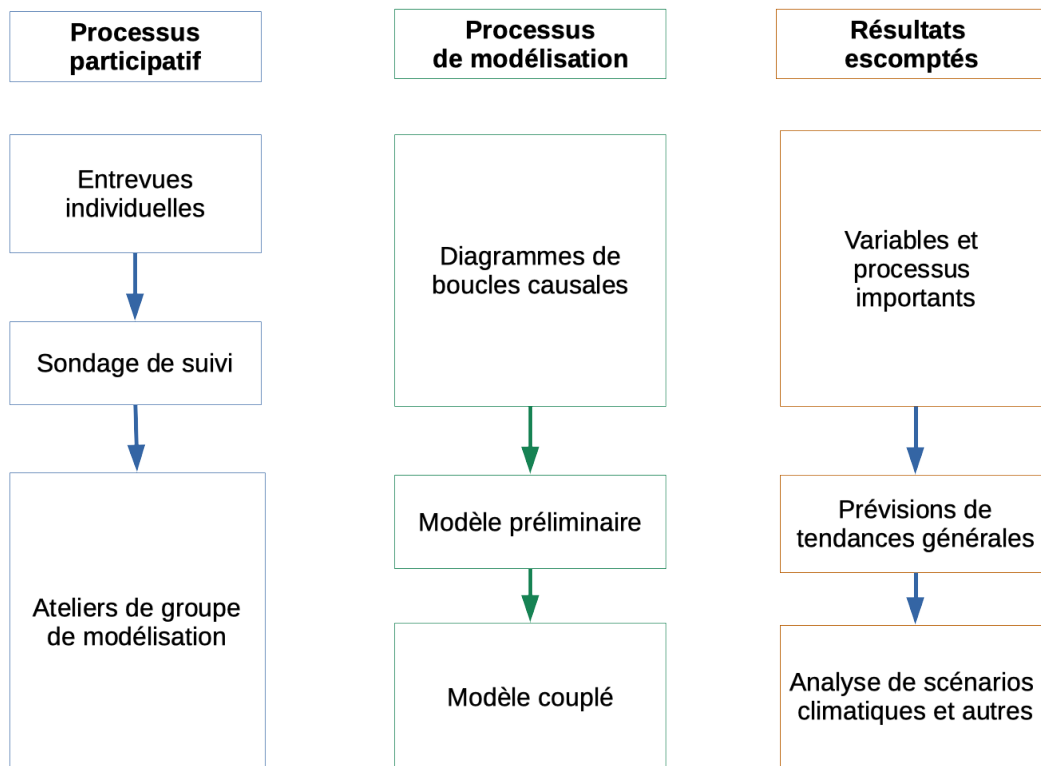 Processus
participatif
Processus
de modélisation
Résultats
escomptés
Entrevues
individuelles
Sondage de suivi
Ateliers de groupe
de modélisation
Diagrammes de
boucles causales
Modèle préliminaire
Modèle couplé
Variables et
processus
importants
Prévisions de
tendances générales
Analyse de scénarios
climatiques et autres